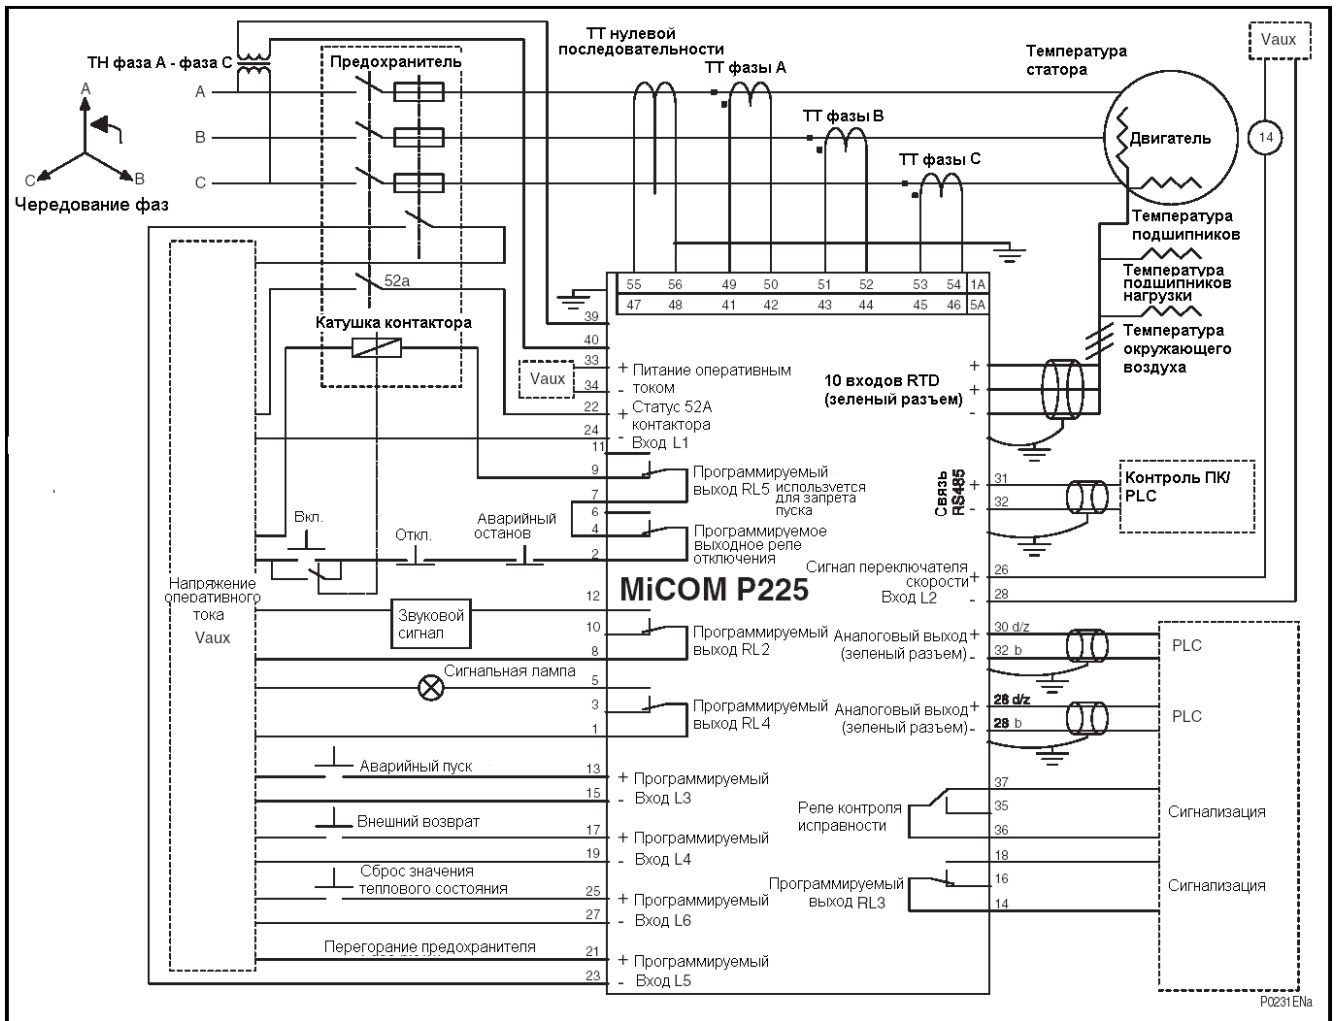 ТН фаза А - фаза С
A
B
C
A
C
B
Чередование фаз
Предохранитель
52a
Катушка контактора
ТТ нулевой
последовательности
ТТ фазы А
ТТ фазы В
ТТ фазы С
Температура
статора
Двигатель
Vaux
14
Температура
подшипников
Температура
подшипников
нагрузки
Температура
окружающего
воздуха
55 56 49 50 51 52 53 54 1A
47 48 41 42 43 44 45 46 5A
39
40
33
34
22
24
11
9
7
6
4
2
12
10
8
5
3
1
13
15
17
19
25
27
21
23
Vaux
+ Питание оперативным
- током
+ Статус 52А
контактора
- Вход L1
Программируемый
выход RL5 используется
для запрета
пуска
Программируемое
выходное реле
отключения
MiCOM P225
Программируемый
выход RL2
Программируемый
выход RL4
+ Программируемый
- Вход L3
+ Программируемый
- Вход L4
+ Программируемый
- Вход L6
+ Программируемый
- Вход L5
Напряжение
оперативного
тока
Vaux
Вкл.
Откл.
Аварийный
останов
Звуковой
сигнал
Сигнальная лампа
Аварийный пуск
Внешний возврат
Сброс значения
теплового состояния
Перегорание предохранителя
10 входов RTD
(зеленый разъем)
+
+
-
Связь
RS485
+ 31
- 32
Контроль ПК/
PLC
Сигнал переключателя
скорости
Вход L2
+ 26
- 28
Аналоговый выход
(зеленый разъем)
+ 30 d/z
- 32 b
PLC
Аналоговый выход
(зеленый разъем)
+ 28 d/z
- 28 b
PLC
Реле контроля
исправности
37
35
36
Сигнализация
Программируемый
выход RL3
18
16
14
Сигнализация
P0231ENa